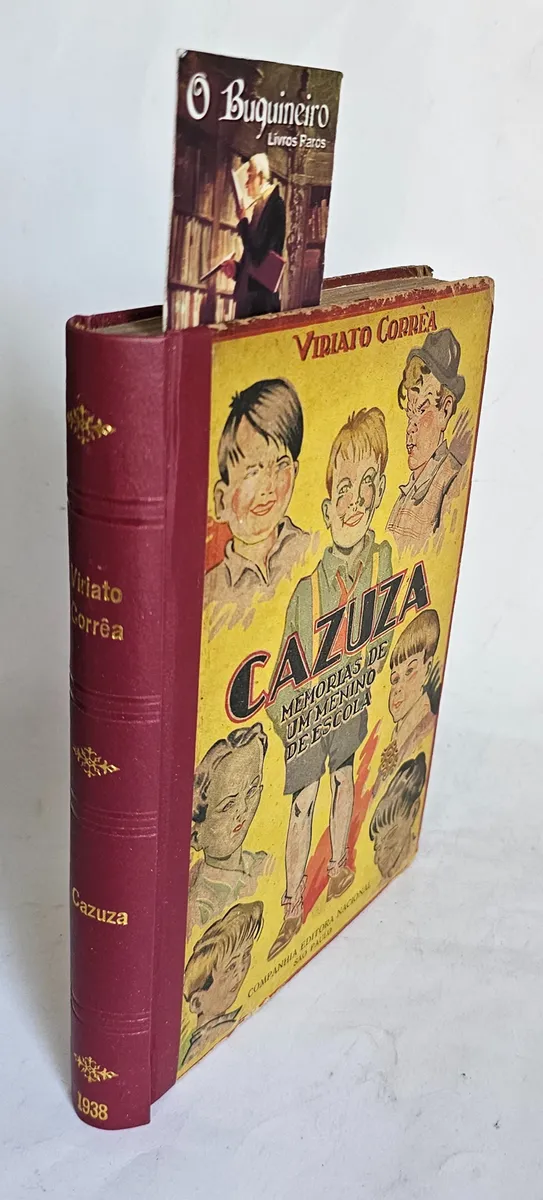 O Buquineiro
Livros Raros
VIRIATO CORRÊA
CAZUZA
MEMORIAS DE
UM MENINO
DE ESCOLA
COMPANHIA EDITORA NACIONAL
SÃO PAULO
Viriato
Corrêa
Cazuza
1938